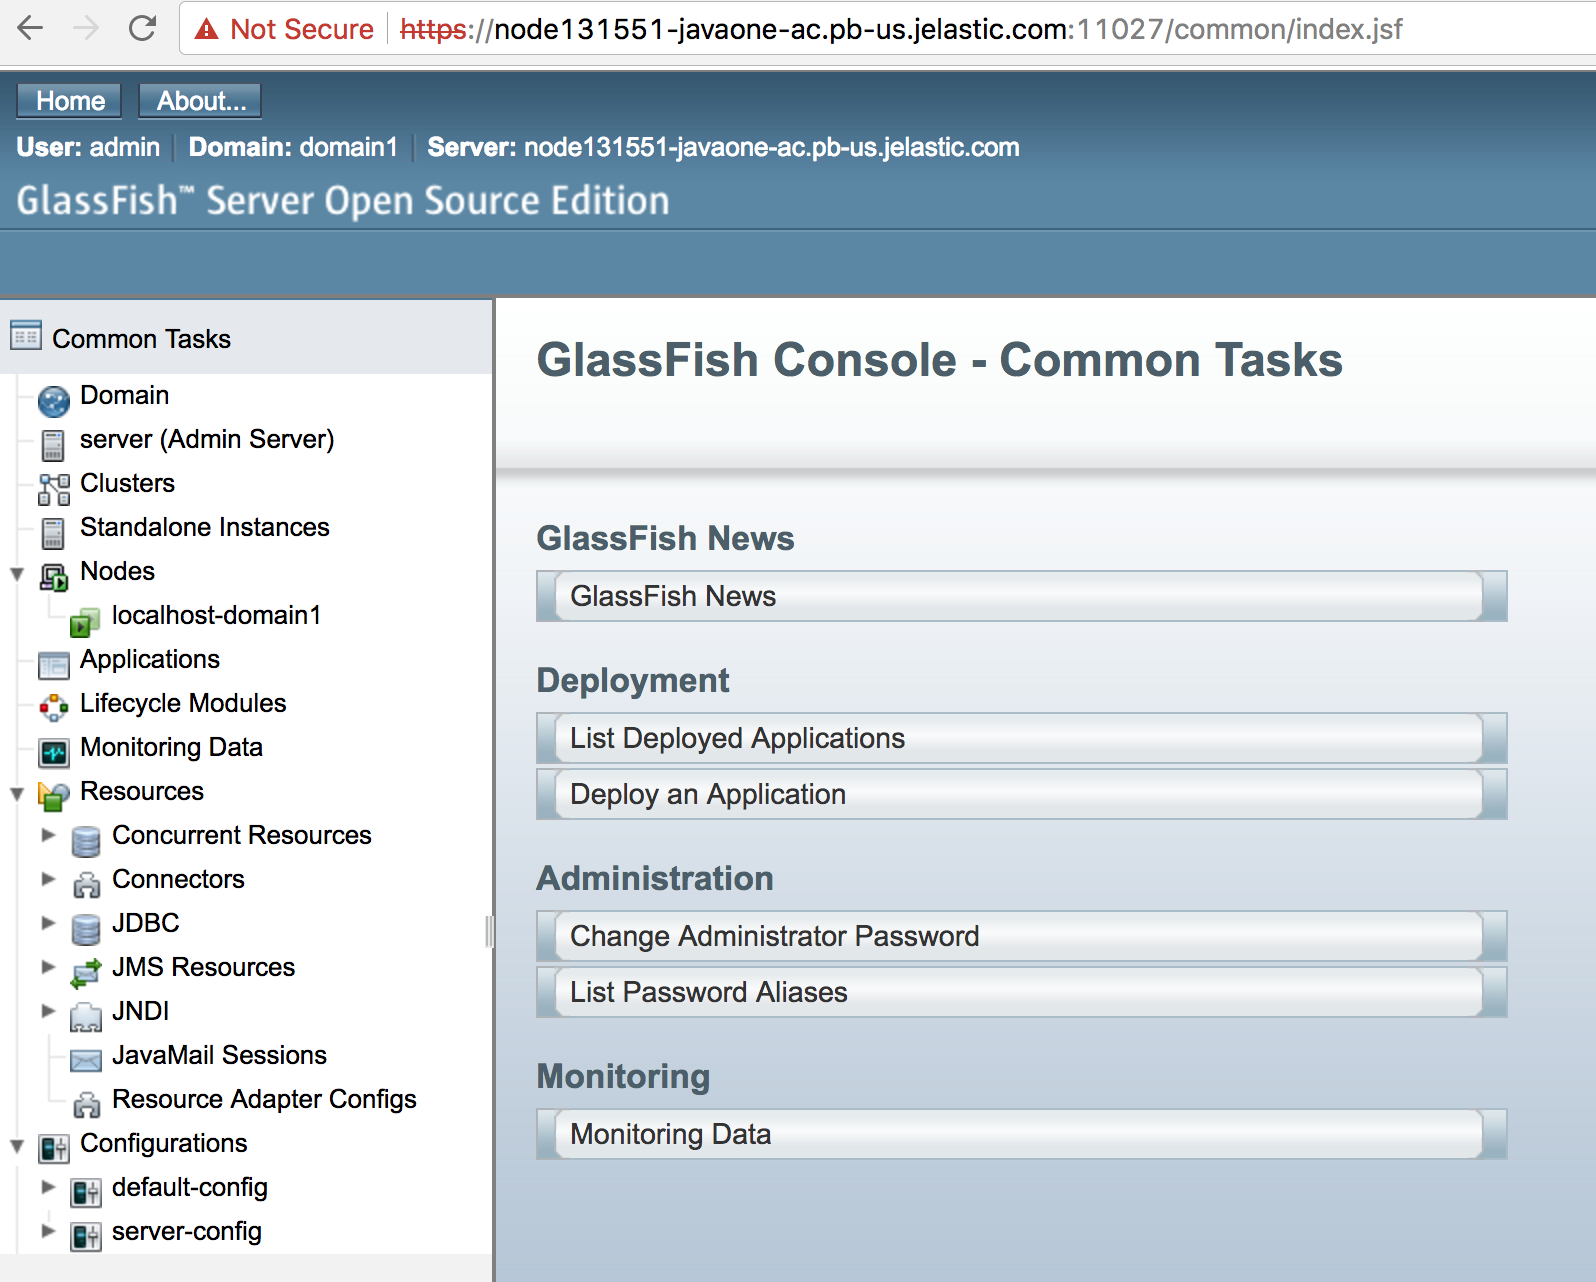 Not Secure https://node131551-javaone-ac.pb-us.jelastic.com:11027/common/index.jsf
Home About...
User: admin Domain: domain1 Server: node131551-javaone-ac.pb-us.jelastic.com
GlassFish™ Server Open Source Edition
Common Tasks
Domain
server (Admin Server)
Clusters
Standalone Instances
Nodes
localhost-domain1
Applications
Lifecycle Modules
Monitoring Data
Resources
Concurrent Resources
Connectors
JDBC
JMS Resources
JNDI
JavaMail Sessions
Resource Adapter Configs
Configurations
default-config
server-config
GlassFish Console - Common Tasks
GlassFish News
GlassFish News
Deployment
List Deployed Applications
Deploy an Application
Administration
Change Administrator Password
List Password Aliases
Monitoring
Monitoring Data